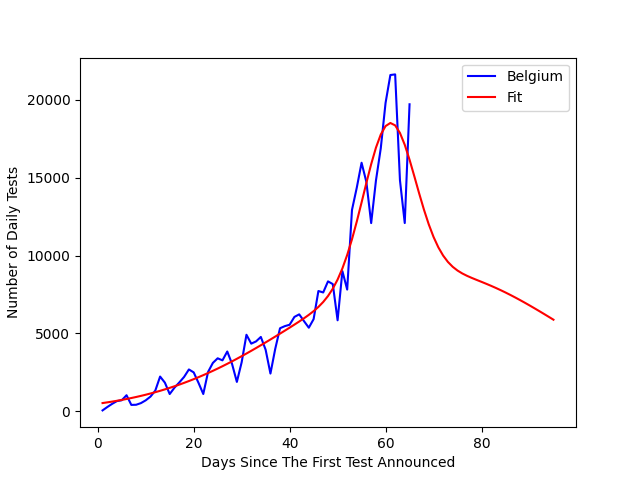 Belgium
Fit
20000
15000
10000
5000
0
Number of Daily Tests
0 20 40 60 80
Days Since The First Test Announced